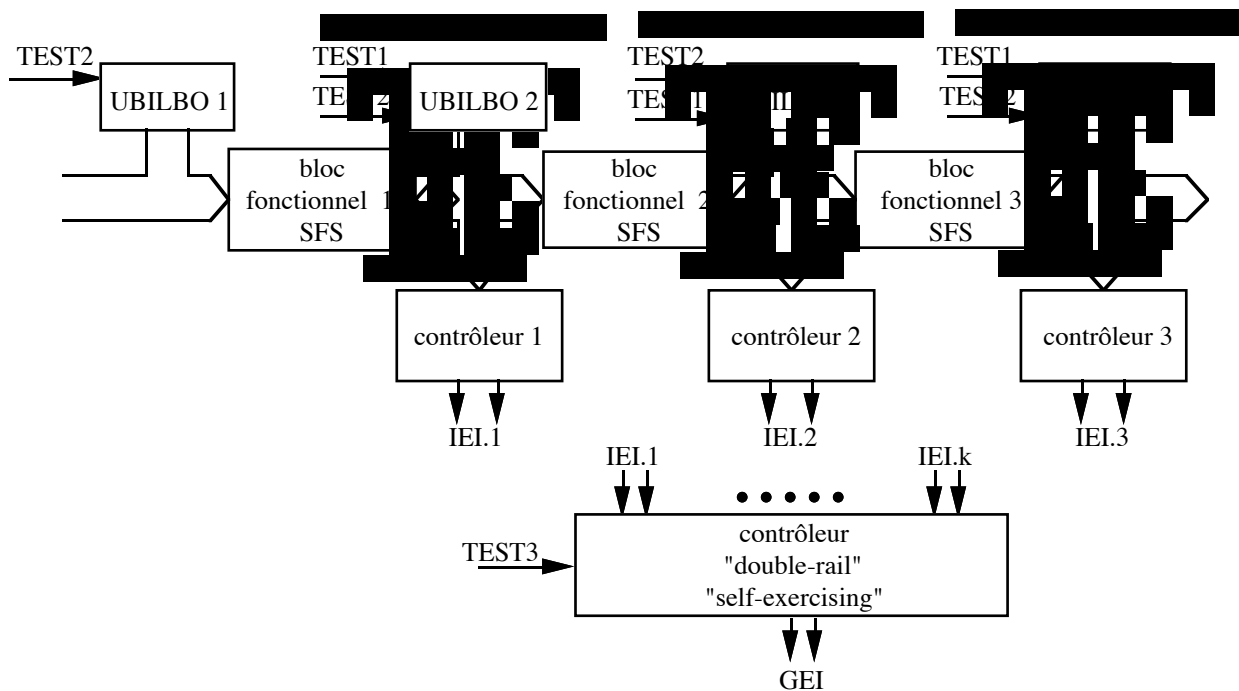 TEST2
TEST1
TEST2
TEST1
UBILBO 1
UBILBO 2
bloc
fonctionnel 1
SFS
bloc
fonctionnel 2
SFS
bloc
fonctionnel 3
SFS
contrôleur 1
contrôleur 2
contrôleur 3
IEI.1
IEI.2
IEI.3
IEI.1
IEI.k
contrôleur
"double-rail"
"self-exercising"
TEST3
GEI